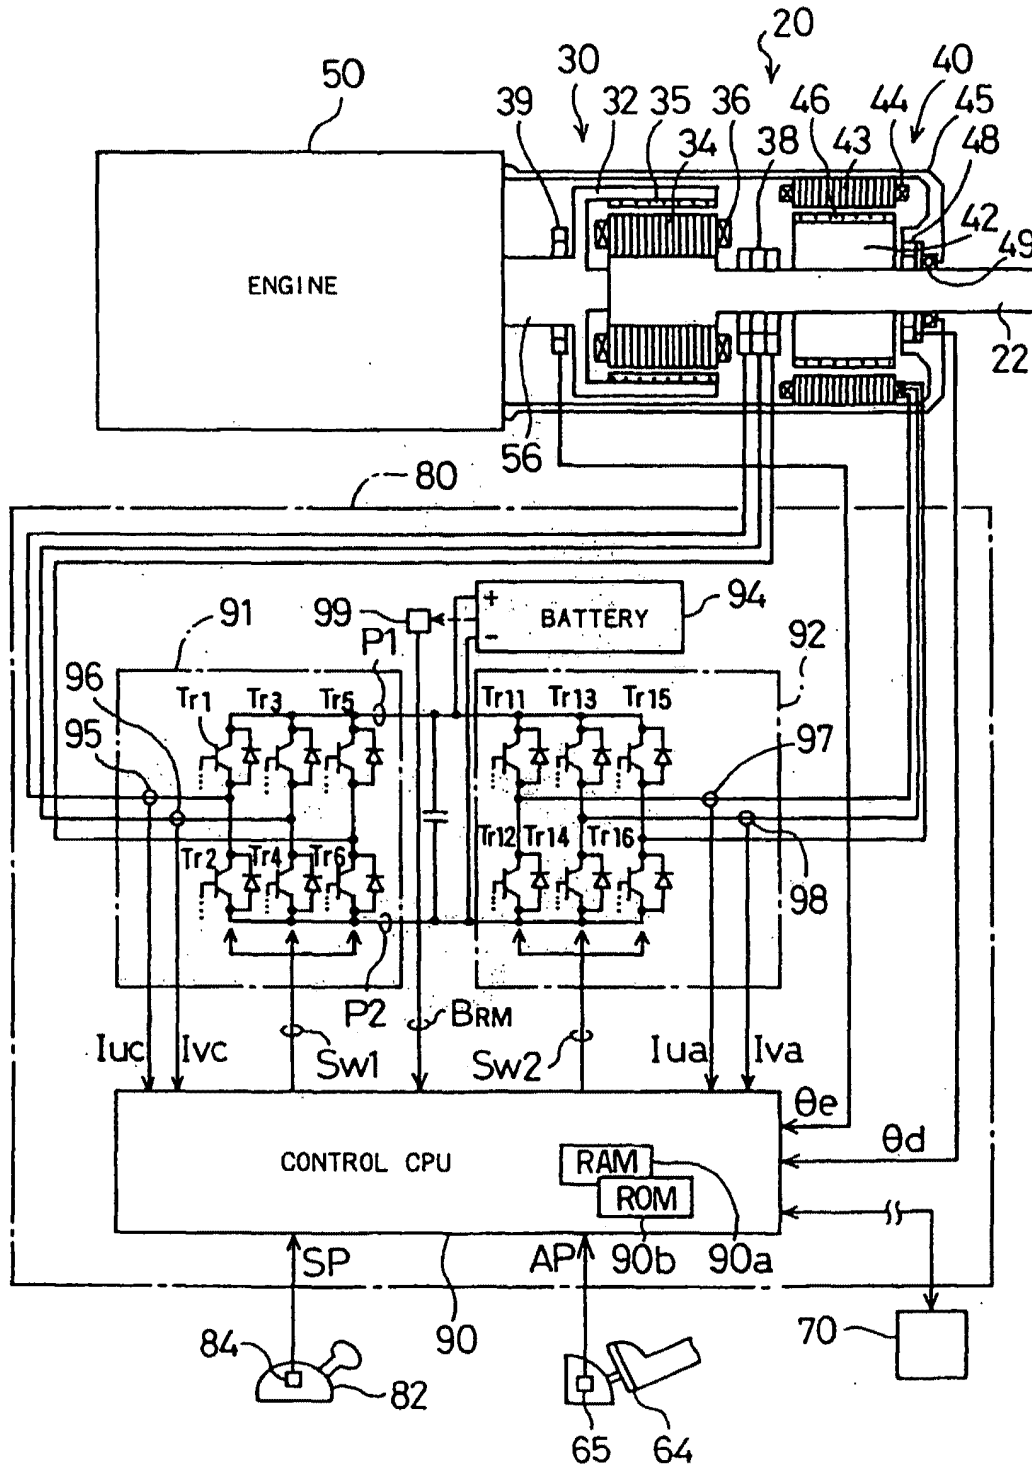 20
50
30
40
39
32
35
46
44
45
36
34
38
43
48
42
49
ENGINE
22
56
80
+
BATTERY
−
94
99
91
P1
92
96
Tr1
Tr3
Tr5
Tr11
Tr13
Tr15
95
97
Tr2
Tr4
Tr6
Tr12
Tr14
Tr16
98
P2
BRM
Iuc
Ivc
SW1
SW2
Iua
Iva
θe
θd
CONTROL CPU
RAM
ROM
SP
AP
90b
90a
84
90
70
82
65
64